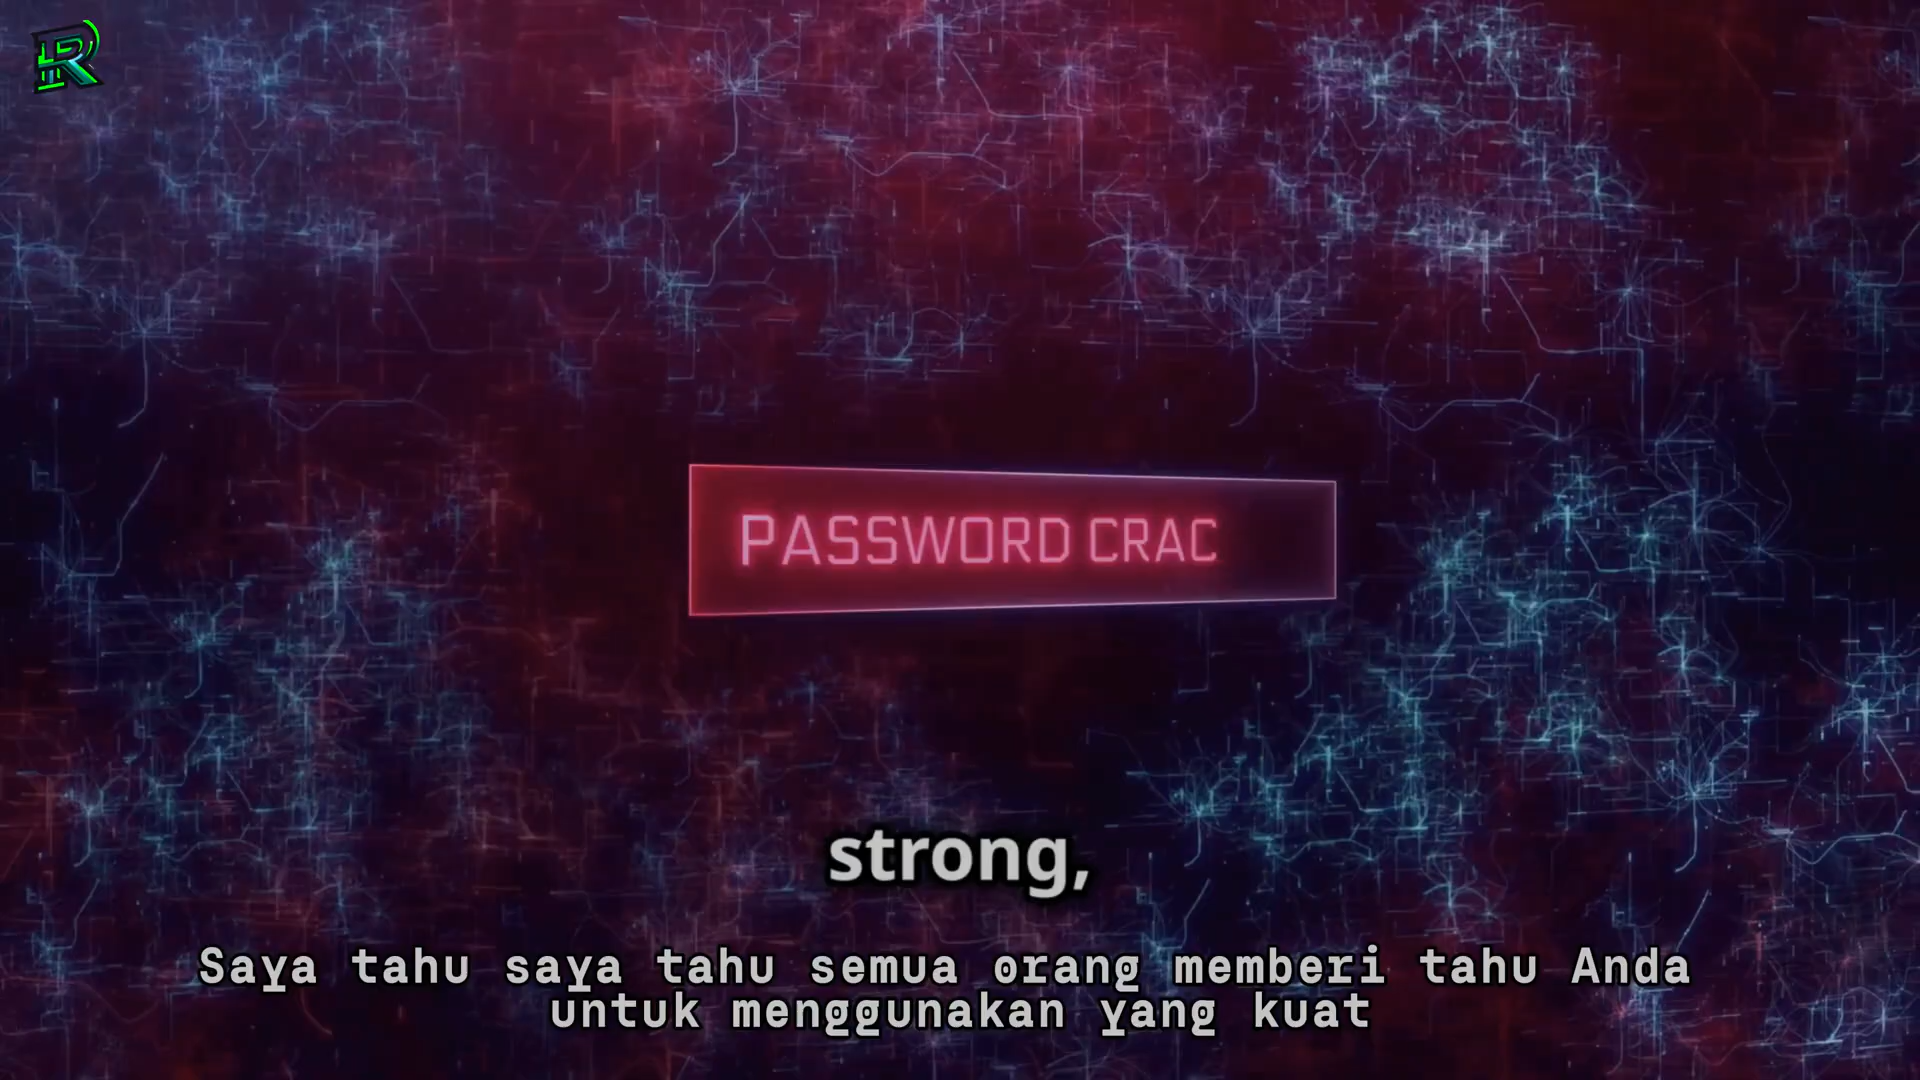 PASSWORD CRAC
strong,
Saya tahu saya tahu semua orang memberi tahu Anda
untuk menggunakan yang kuat